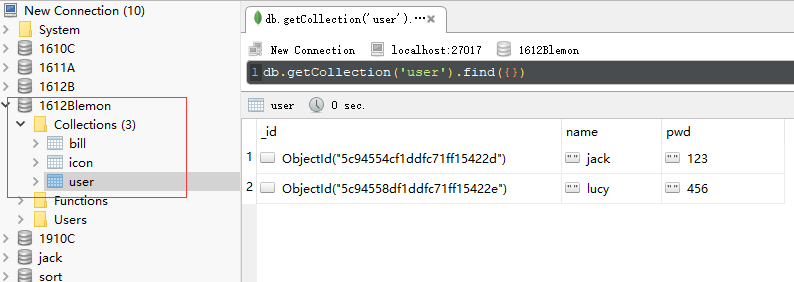 New Connection (10)
System
1610C
1611A
1612B
1612Blemon
Collections (3)
bill
icon
user
Functions
Users
1910C
jack
sort
db.getCollection('user').…
New Connection localhost:27017 1612Blemon
1 db.getCollection('user').find({})
user 0 sec.
_id name pwd
1 ObjectId("5c94554cf1ddfc71ff15422d") "" jack "" 123
2 ObjectId("5c94558df1ddfc71ff15422e") "" lucy "" 456